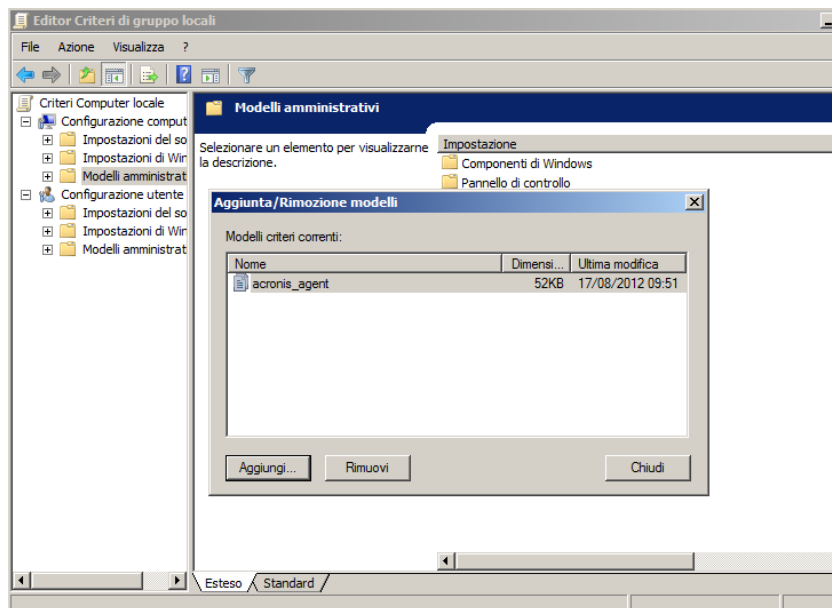 Editor Criteri di gruppo locali
File Azione Visualizza ?
Criteri Computer locale
Configurazione comput
Impostazioni del so
Impostazioni di Win
Modelli amministrat
Configurazione utente
Impostazioni del so
Impostazioni di Win
Modelli amministrat
Modelli amministrativi
Selezionare un elemento per visualizzarne
la descrizione.
Impostazione
Componenti di Windows
Pannello di controllo
Aggiunta/Rimozione modelli
Modelli criteri correnti:
Nome Dimensi... Ultima modifica
acronis_agent 52KB 17/08/2012 09:51
Aggiungi... Rimuovi Chiudi
Esteso Standard